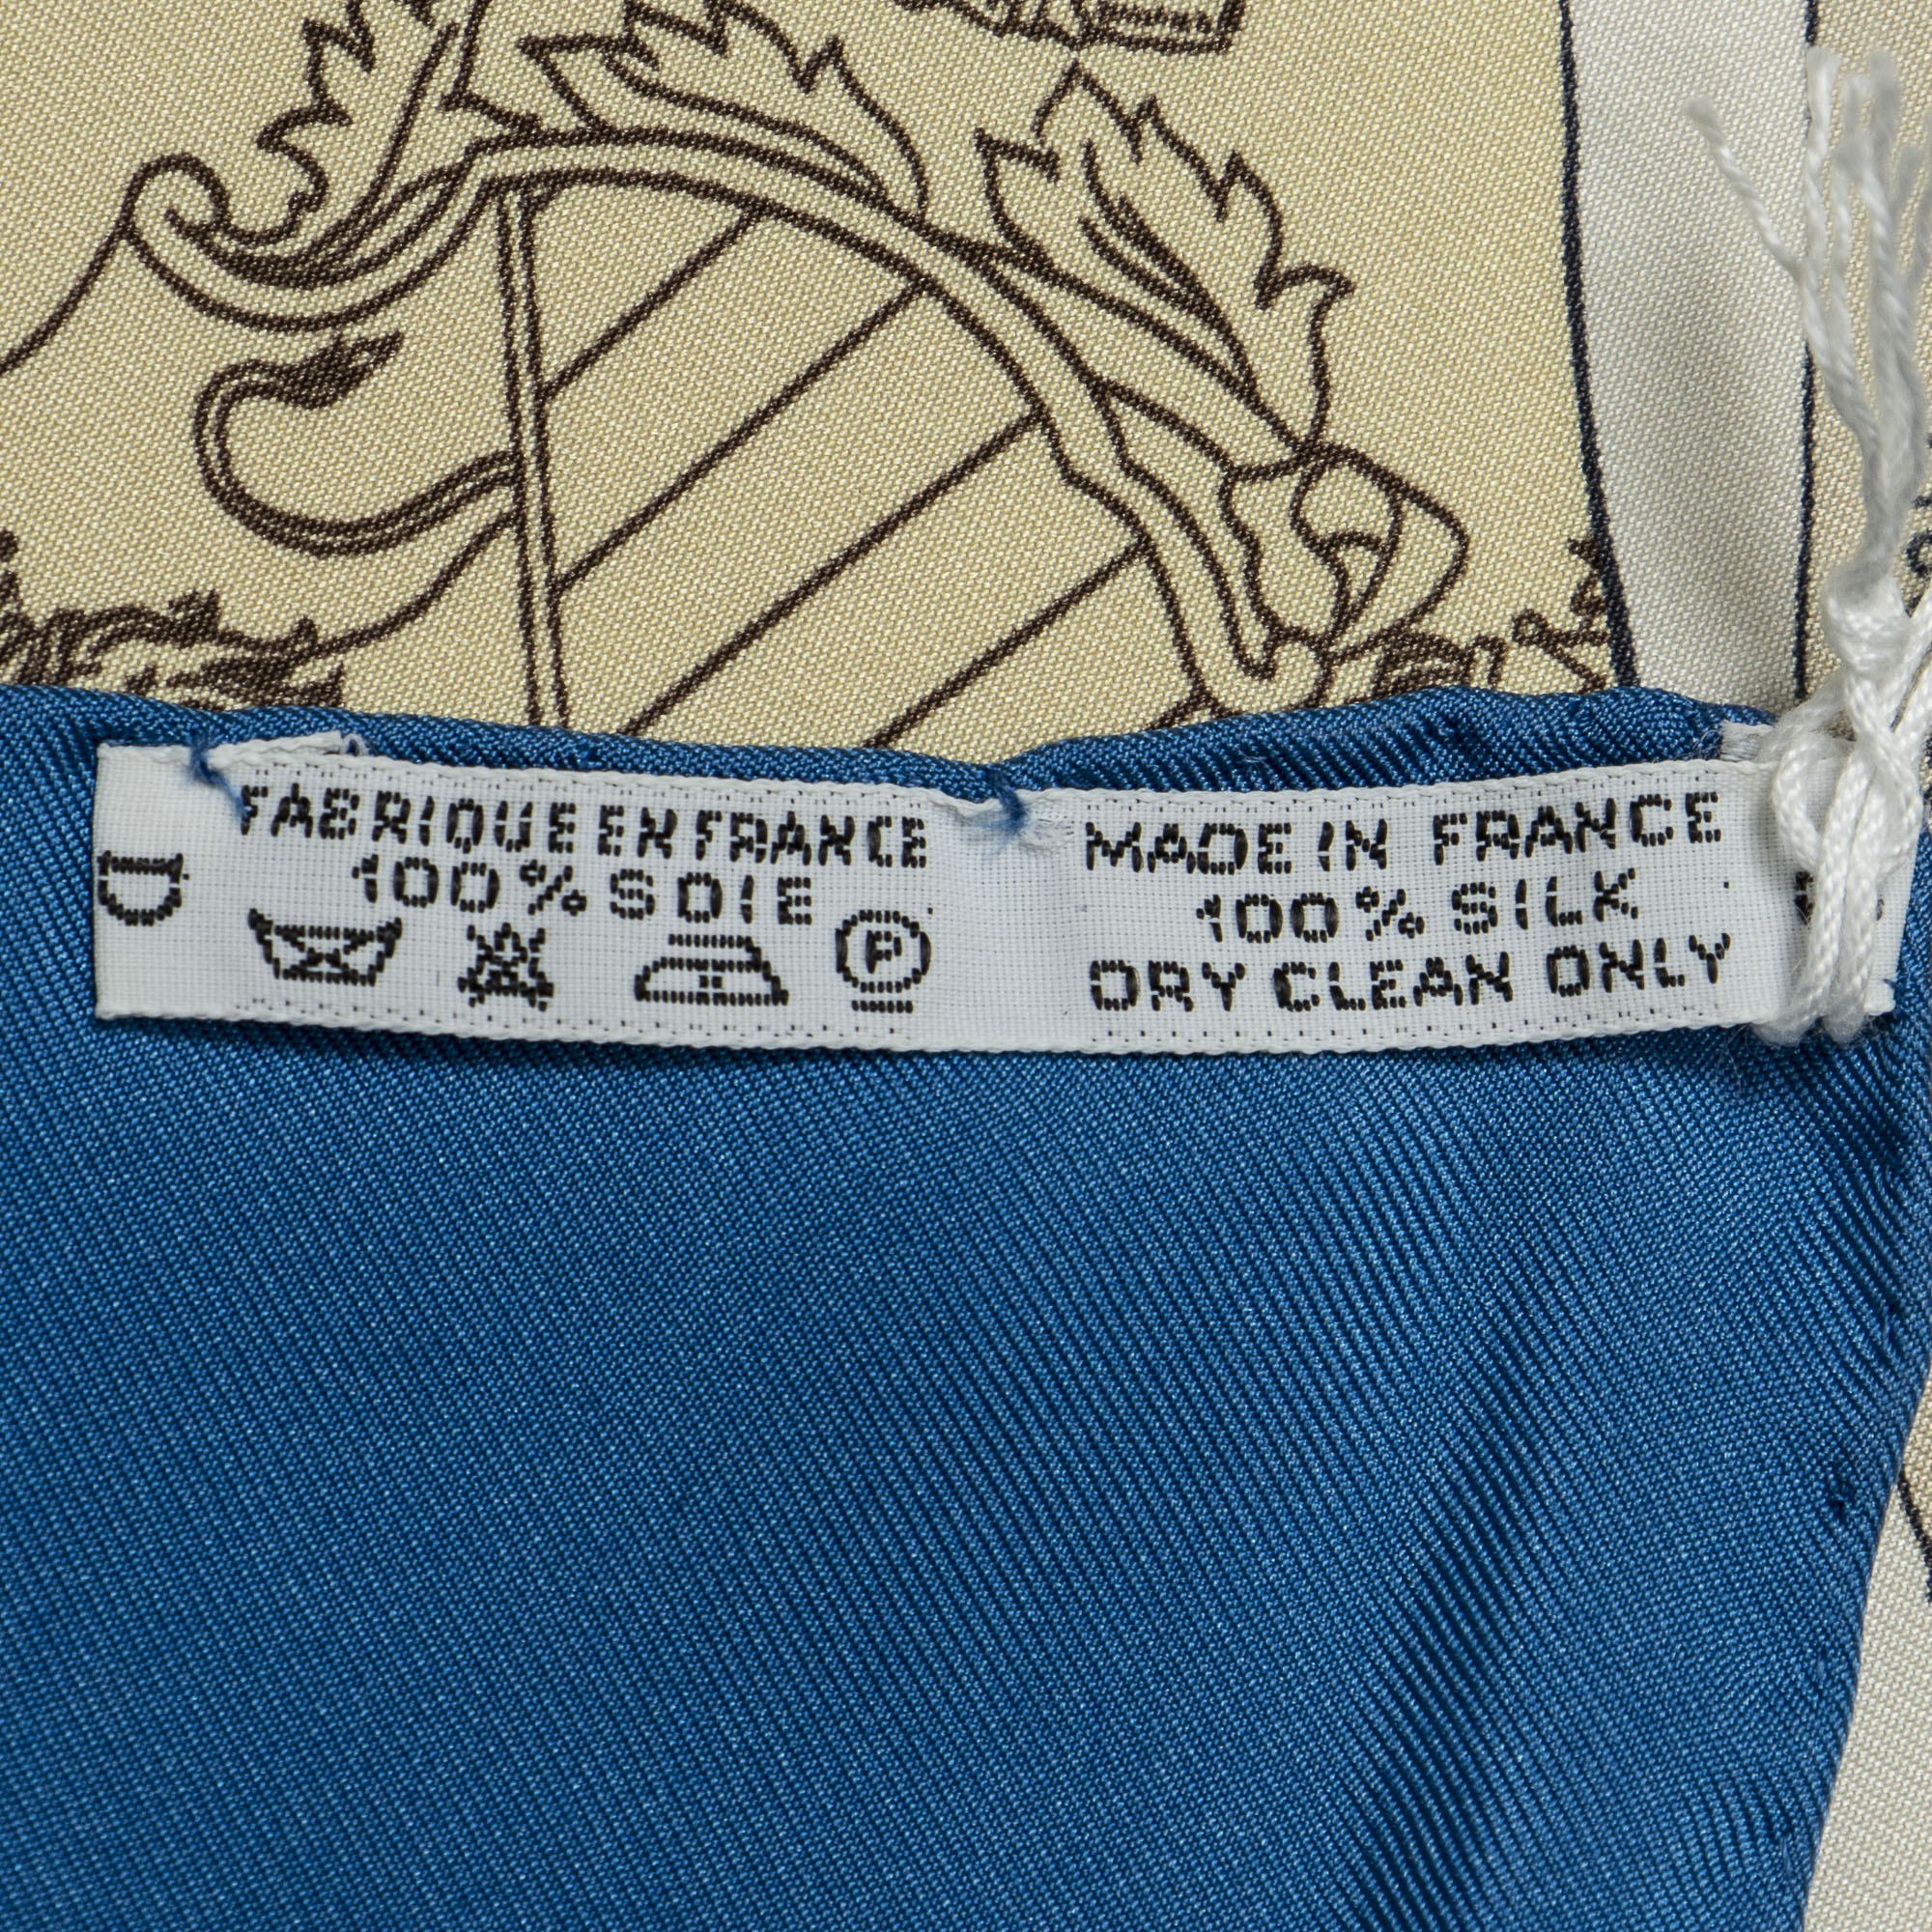 FABRIQUE EN FRANCE
100% SOIE
P
D
MADE IN FRANCE
100% SILK
DRY CLEAN ONLY